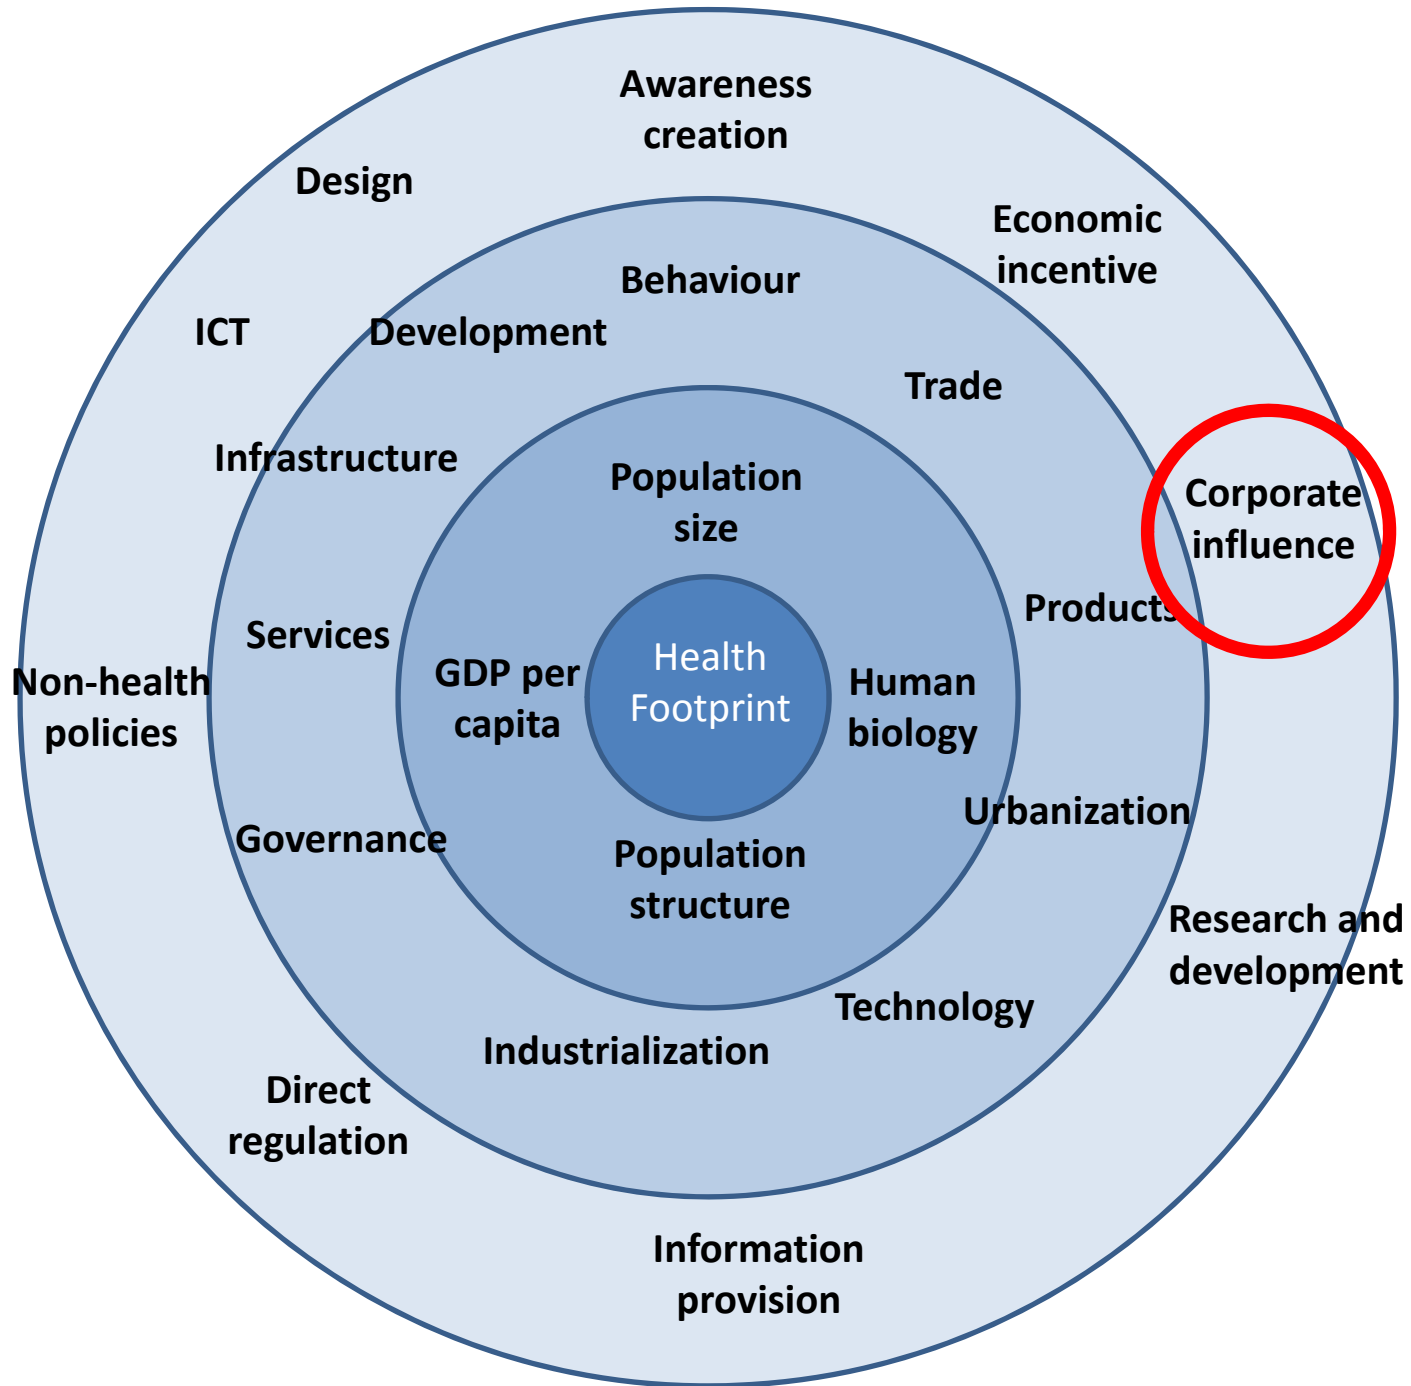 Awareness
creation
Design
Economic
incentive
Behaviour
ICT
Development
Trade
Infrastructure
Population
size
Corporate
influence
Products
Services
Health
Footprint
GDP per
capita
Human
biology
Non-health
policies
Urbanization
Governance
Population
structure
Research and
development
Technology
Industrialization
Direct
regulation
Information
provision